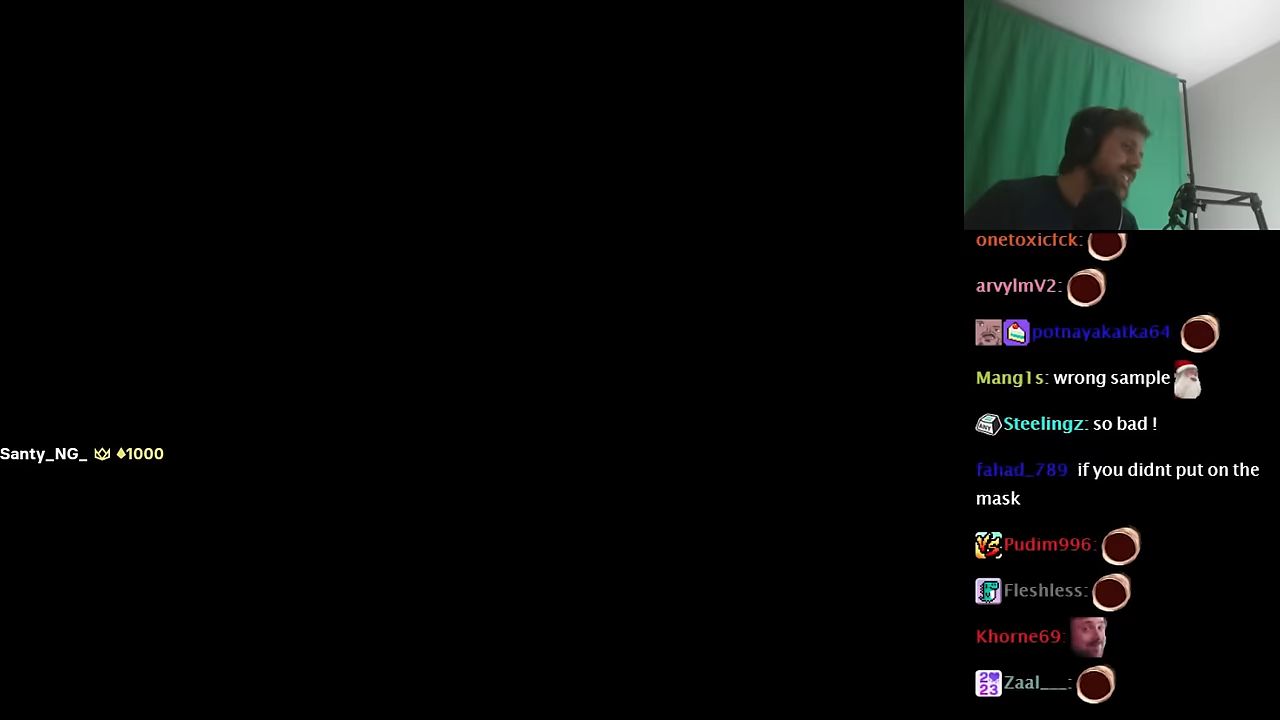 onetoxicfck:
arvylmV2:
potnayakatka64
Mang1s: wrong sample
Steelingz: so bad !
Santy_NG_ 1000
fahad_789 if you didnt put on the
mask
Pudim996:
Fleshless:
Khorne69:
2023 Zaal___: